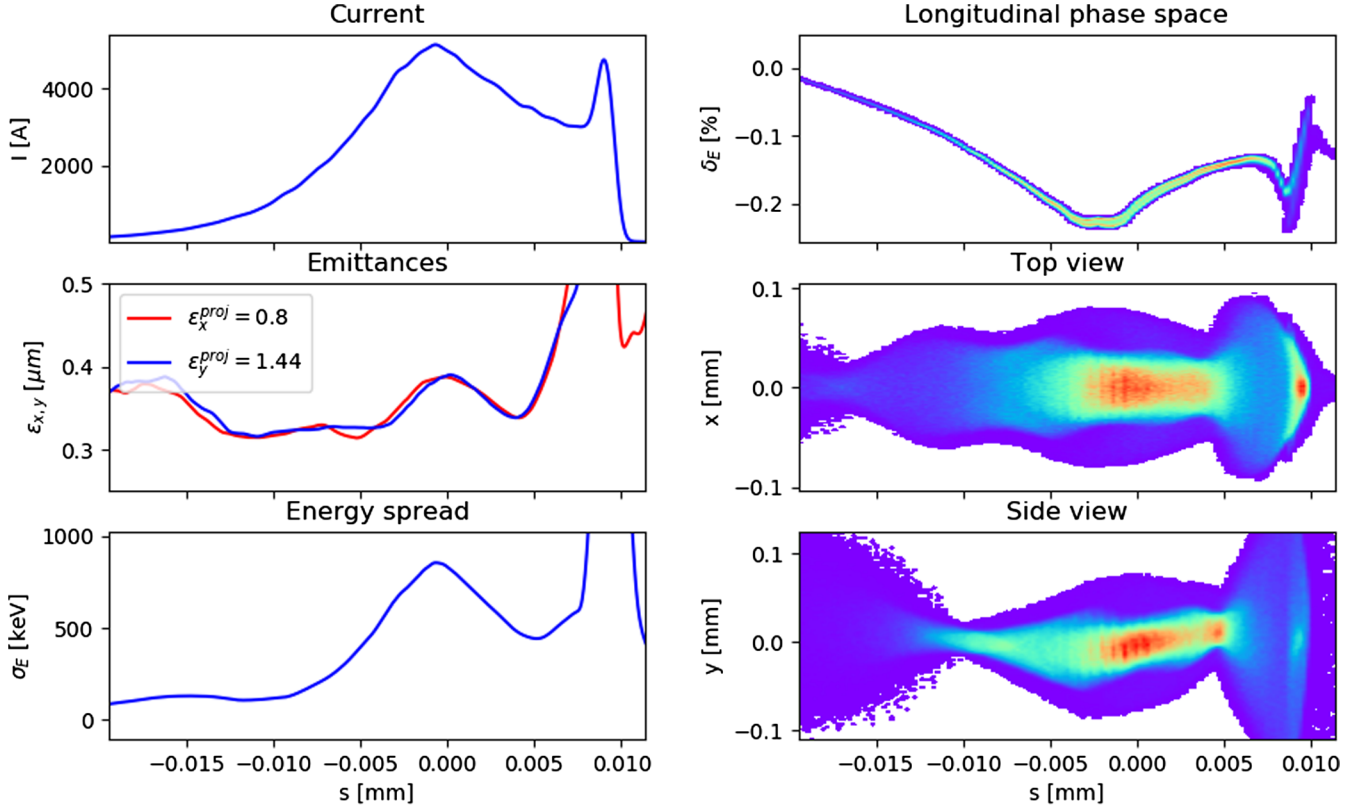 Current
I [A]
4000
2000
Longitudinal phase space
δE [%]
0.0
−0.1
−0.2
Emittances
εx,y [μm]
0.5
0.4
0.3
εx^proj = 0.8
εy^proj = 1.44
Top view
x [mm]
0.1
0.0
−0.1
Energy spread
σE [keV]
1000
500
0
−0.015 −0.010 −0.005 0.000 0.005 0.010
s [mm]
Side view
y [mm]
0.1
0.0
−0.1
−0.015 −0.010 −0.005 0.000 0.005 0.010
s [mm]